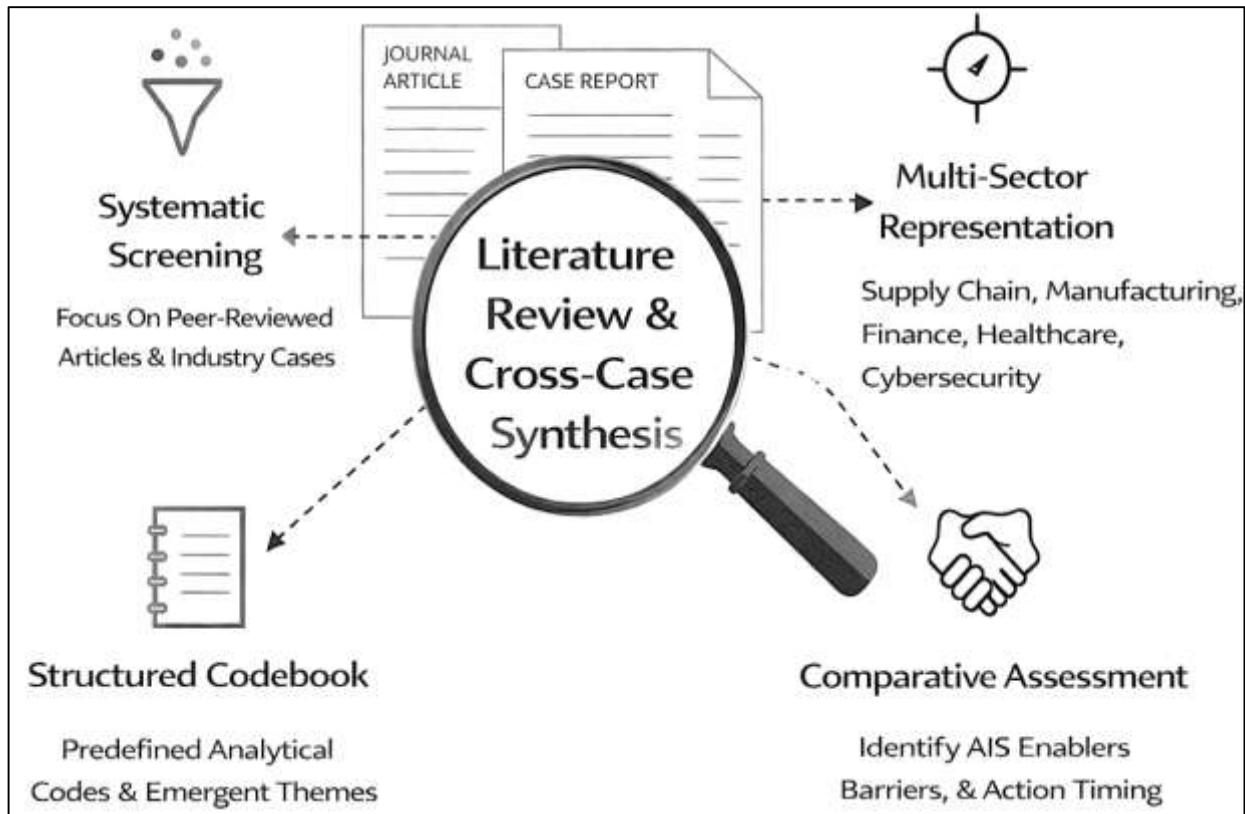 JOURNAL
ARTICLE
CASE REPORT
Systematic
Screening
Focus On Peer-Reviewed
Articles & Industry Cases
Literature
Review &
Cross-Case
Synthesis
Multi-Sector
Representation
Supply Chain, Manufacturing,
Finance, Healthcare,
Cybersecurity
Structured Codebook
Predefined Analytical
Codes & Emergent Themes
Comparative Assessment
Identify AIS Enablers
Barriers, & Action Timing